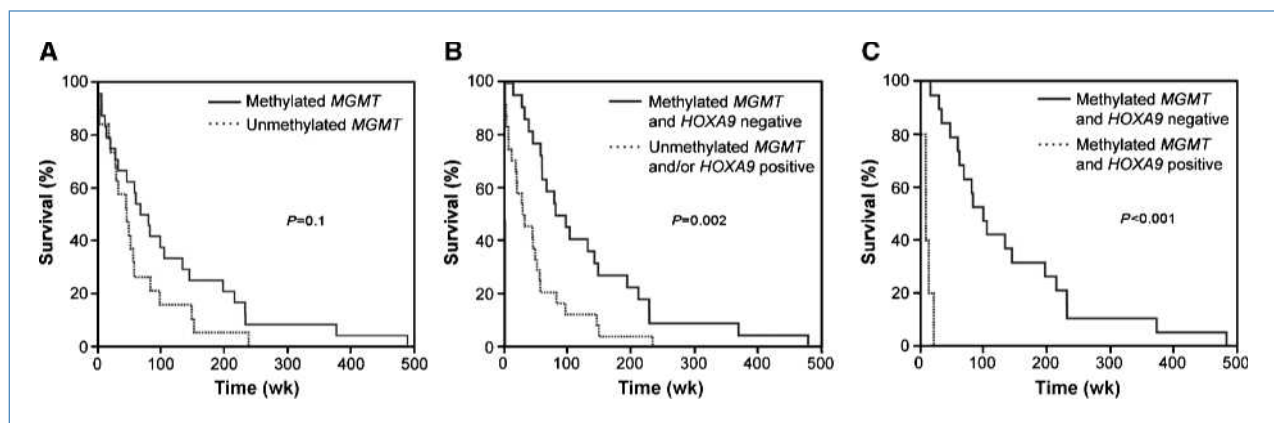 A
Survival (%)
100
80
60
40
20
0
Methylated MGMT
Unmethylated MGMT
P=0.1
0 100 200 300 400 500
Time (wk)
B
Survival (%)
100
80
60
40
20
0
Methylated MGMT
and HOXA9 negative
Unmethylated MGMT
and/or HOXA9 positive
P=0.002
0 100 200 300 400 500
Time (wk)
C
Survival (%)
100
80
60
40
20
0
Methylated MGMT
and HOXA9 negative
Methylated MGMT
and HOXA9 positive
P<0.001
0 100 200 300 400 500
Time (wk)